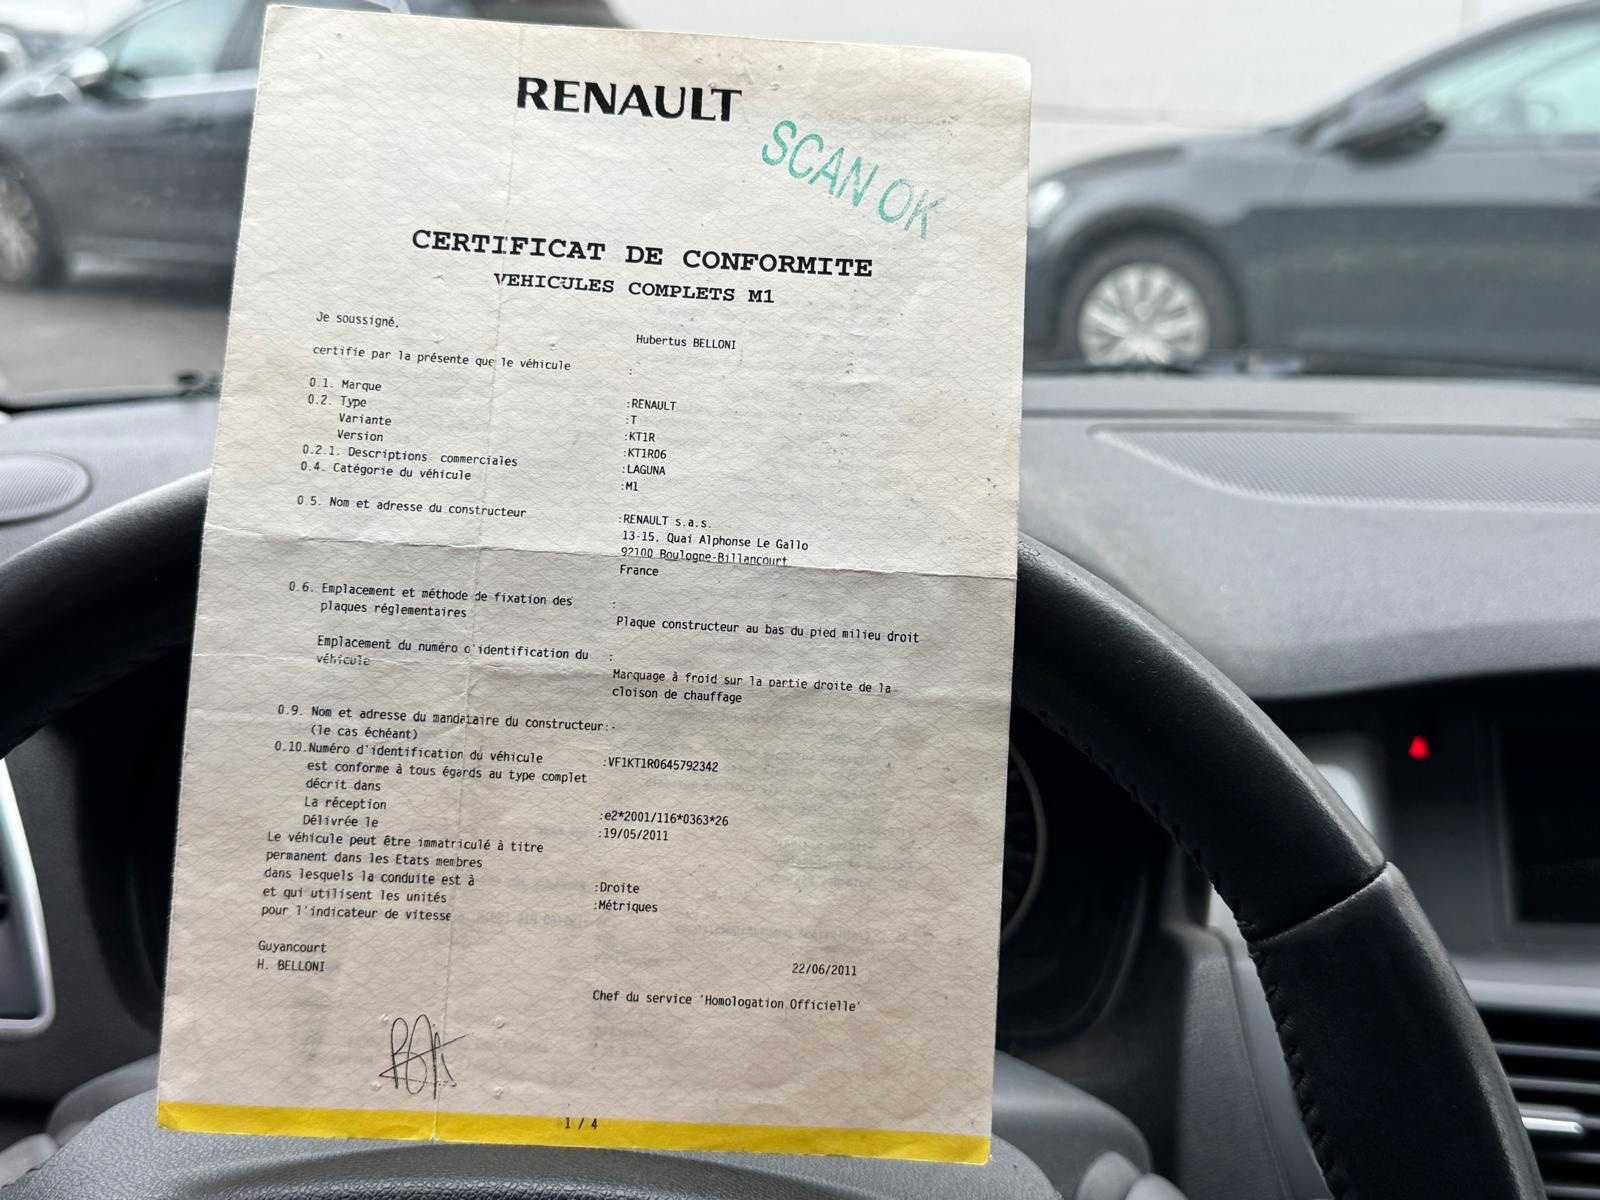 RENAULT
SCAN OK
CERTIFICAT DE CONFORMITE
VEHICULES COMPLETS M1
Je soussigné,
Hubertus BELLONI
certifie par la présente que le véhicule :
0.1. Marque :RENAULT
0.2. Type :T
Variante :KT1R
Version :KT1R06
0.2.1. Descriptions commerciales :LAGUNA
0.4. Catégorie du véhicule :M1
0.5. Nom et adresse du constructeur :RENAULT s.a.s.
13-15, Quai Alphonse Le Gallo
92100 Boulogne-Billancourt
France
0.6. Emplacement et méthode de fixation des :
plaques réglementaires
Plaque constructeur au bas du pied milieu droit
Emplacement du numéro d'identification du :
véhicule
Marquage à froid sur la partie droite de la
cloison de chauffage
0.9. Nom et adresse du mandataire du constructeur:-
(le cas échéant)
0.10.Numéro d'identification du véhicule :VF1KT1R0645792342
est conforme à tous égards au type complet
décrit dans
La réception :e2*2001/116*0363*26
Délivrée le :19/05/2011
Le véhicule peut être immatriculé à titre
permanent dans les Etats membres
dans lesquels la conduite est à :Droite
et qui utilisent les unités :Métriques
pour l'indicateur de vitesse
Guyancourt
H. BELLONI
22/06/2011
Chef du service 'Homologation Officielle'
1 / 4